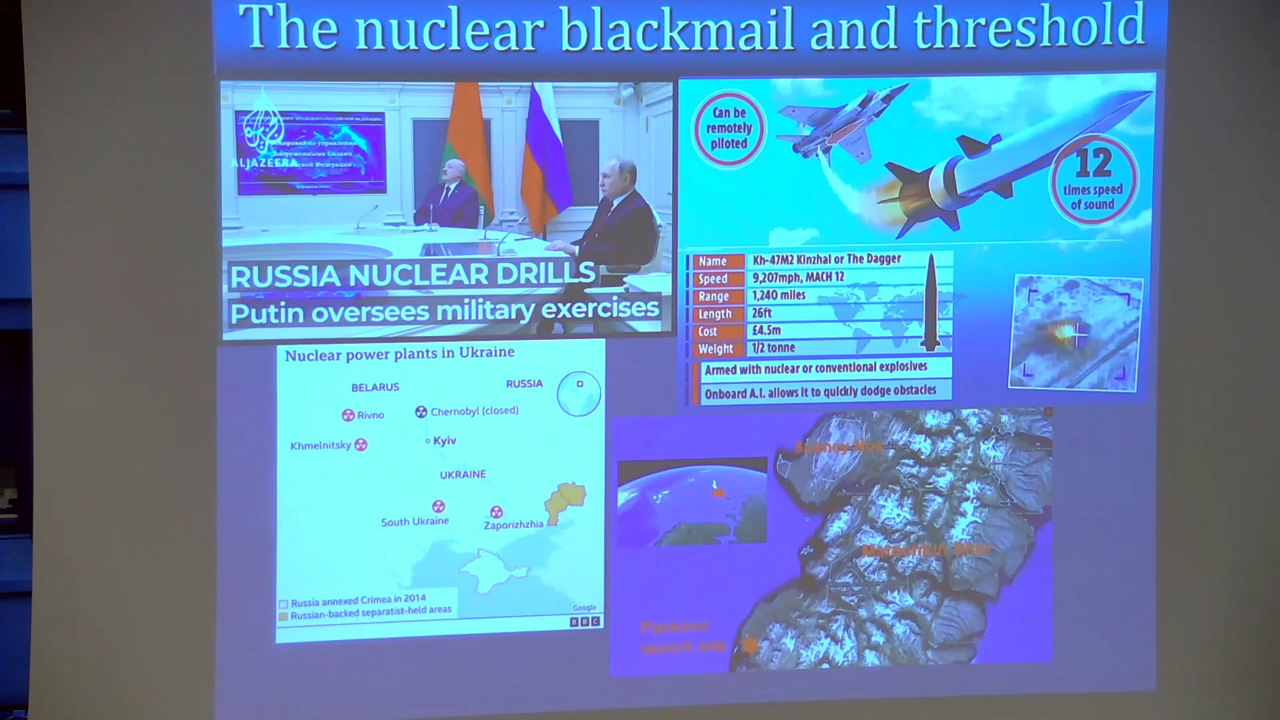 The nuclear blackmail and threshold
ALJAZEERA
RUSSIA NUCLEAR DRILLS
Putin oversees military exercises
Can be
remotely
piloted
12
times speed
of sound
Name Kh-47M2 Kinzhal or The Dagger
Speed 9,207mph, MACH 12
Range 1,240 miles
Length 26ft
Cost £4.5m
Weight 1/2 tonne
Armed with nuclear or conventional explosives
Onboard A.I. allows it to quickly dodge obstacles
Nuclear power plants in Ukraine
BELARUS
RUSSIA
Rivno
Chernobyl (closed)
Khmelnitsky
Kyiv
UKRAINE
South Ukraine
Zaporizhzhia
Russia annexed Crimea in 2014
Russian-backed separatist-held areas
Google
BBC
launch site